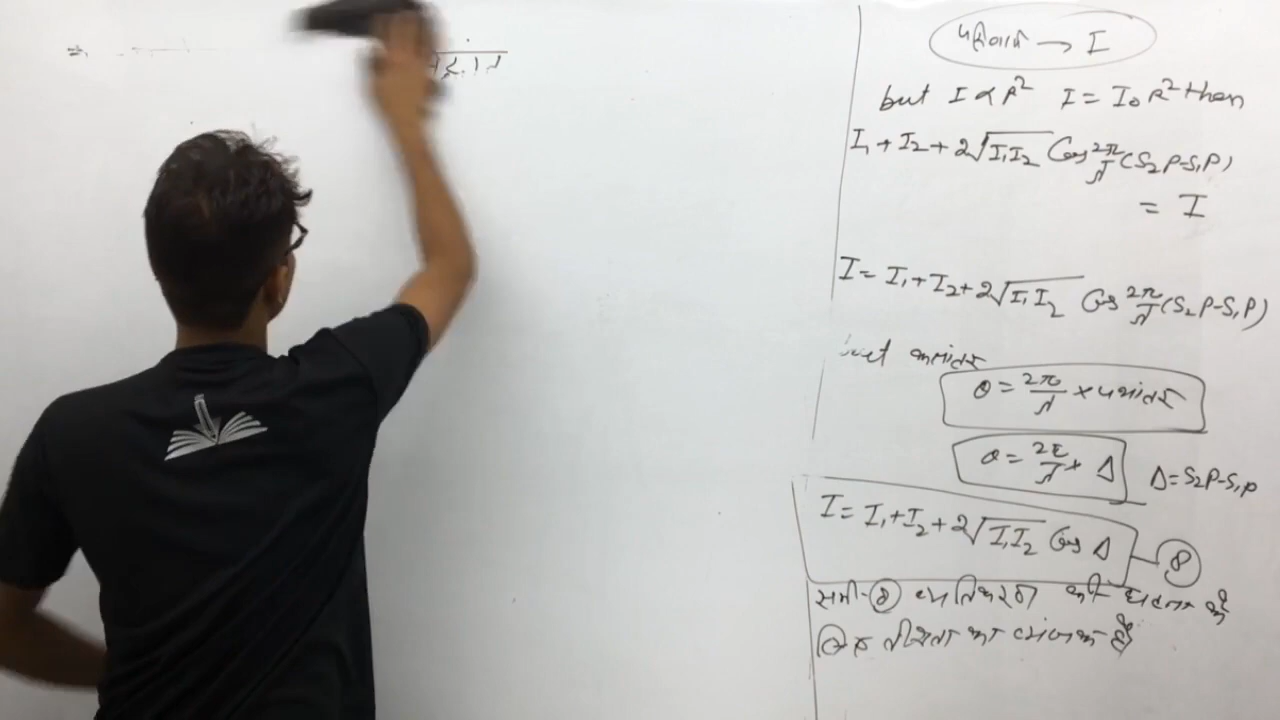 परिणामी → I
but I ∝ R² I = I₀ R² then
I₁ + I₂ + 2√I₁I₂ Cos 2π/λ (S₂P-S₁P)
= I
I = I₁ + I₂ + 2√I₁I₂ Cos 2π/λ (S₂P-S₁P)
कलांतर
θ = 2π/λ × पथांतर
θ = 2π/λ × Δ Δ = S₂P-S₁P
I = I₁ + I₂ + 2√I₁I₂ Cos Δ — 8
समी-8 व्यतिकरण की घटना के
लिए तीव्रता का व्यंजक है